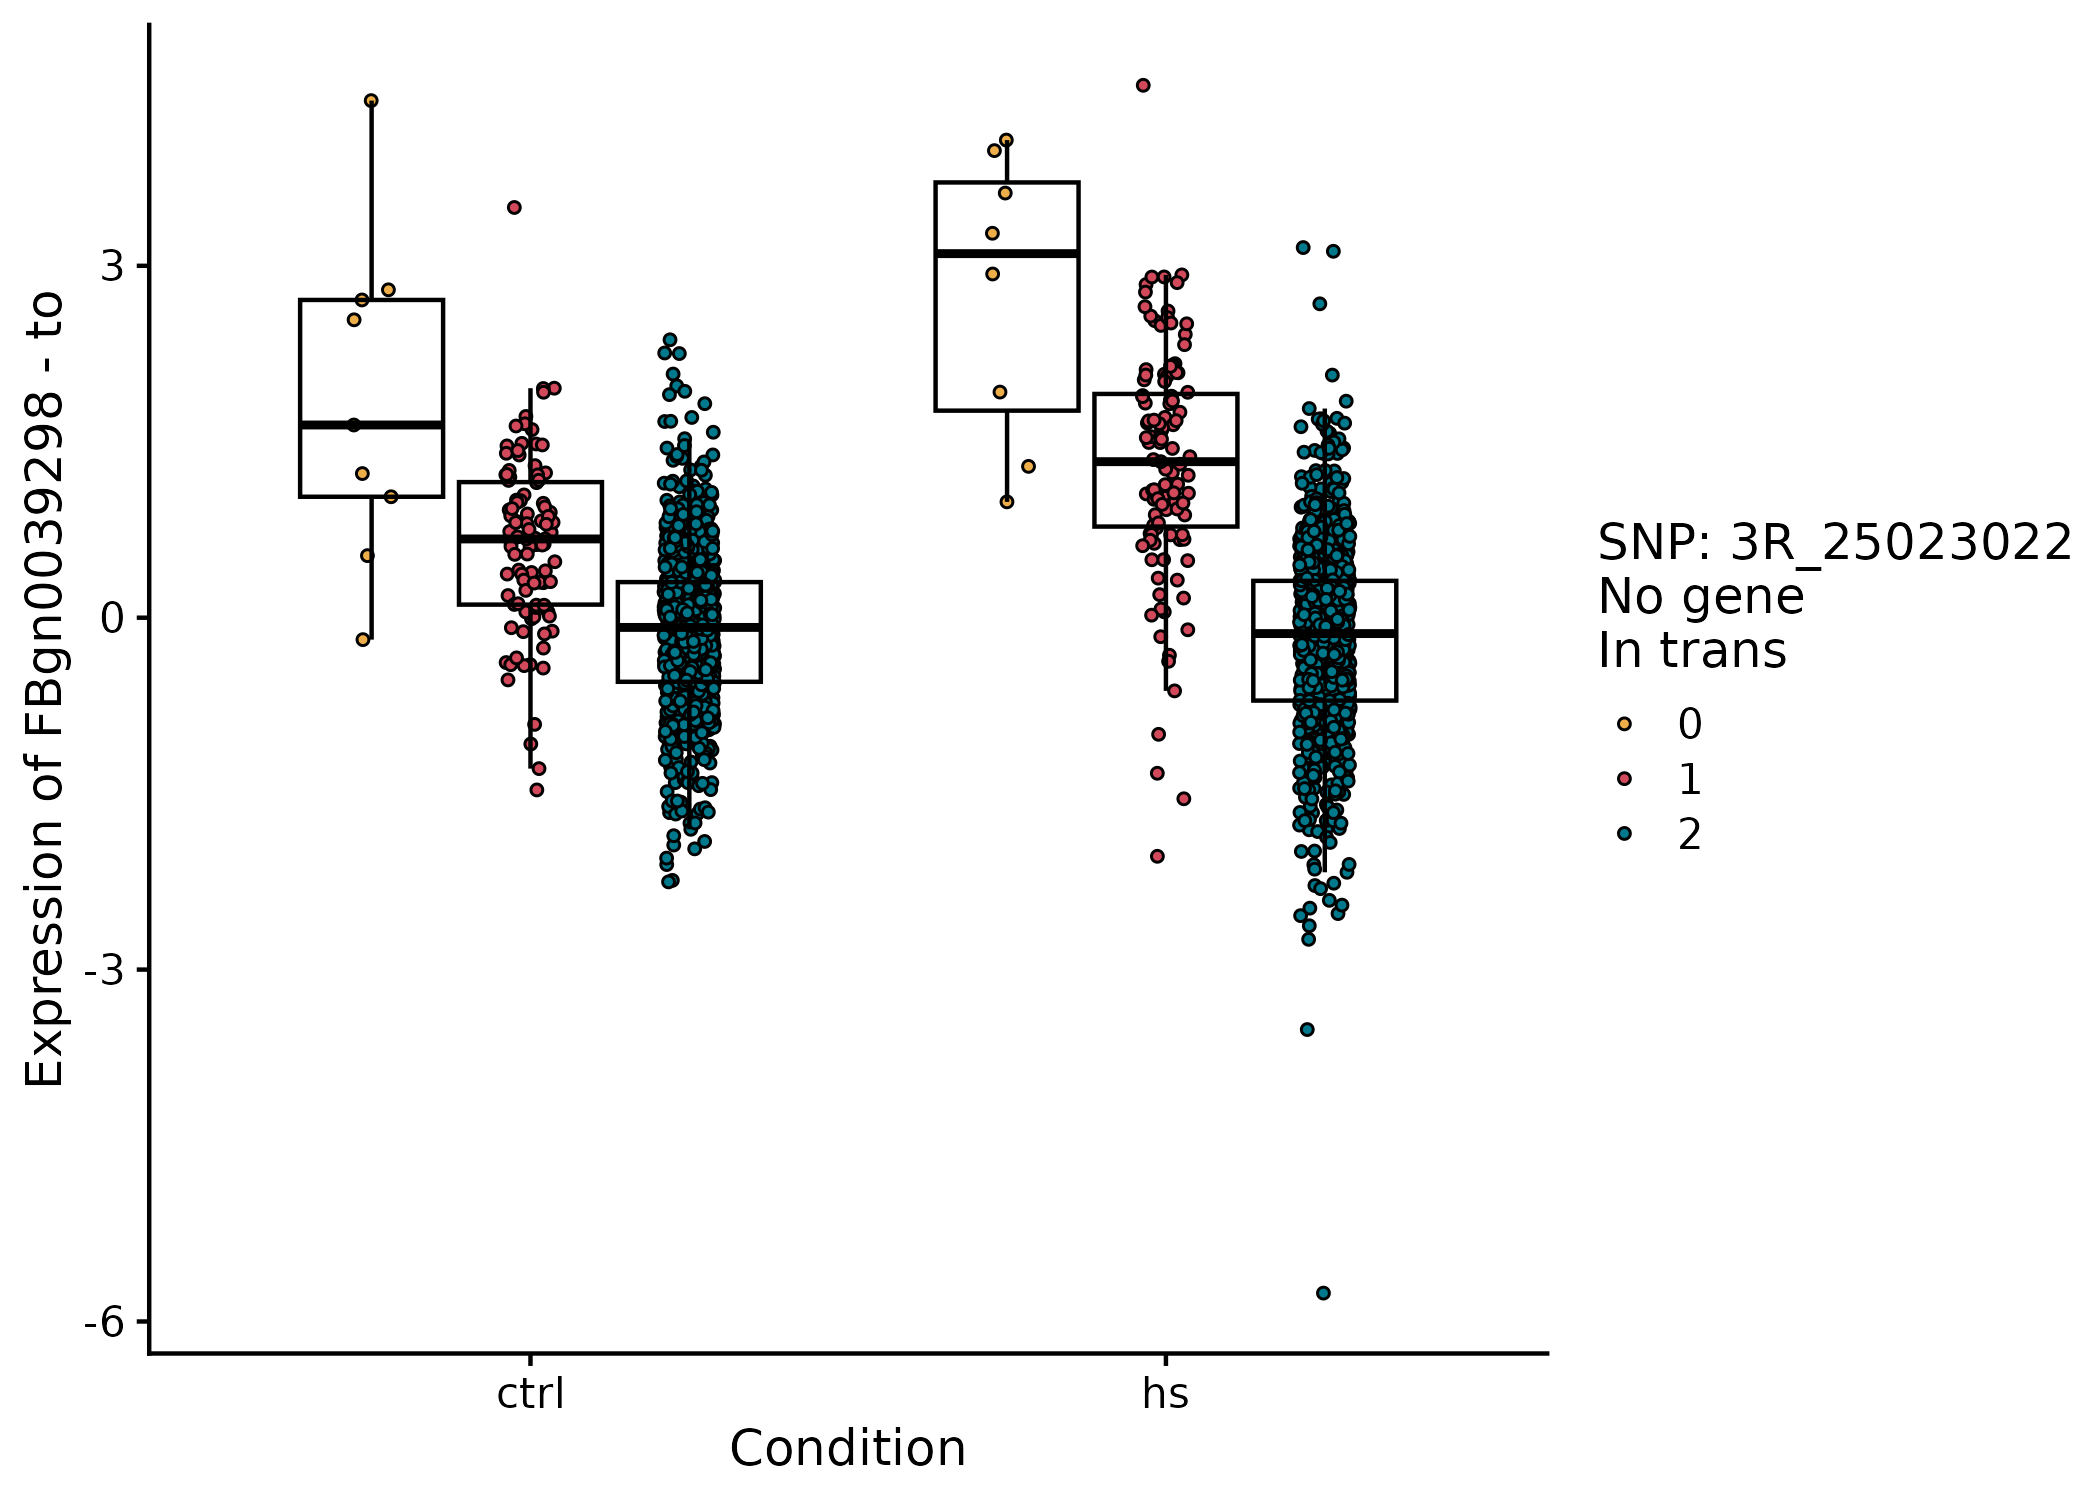 Expression of FBgn0039298 - to
3
0
-3
-6
ctrl
hs
Condition
SNP: 3R_25023022
No gene
In trans
0
1
2